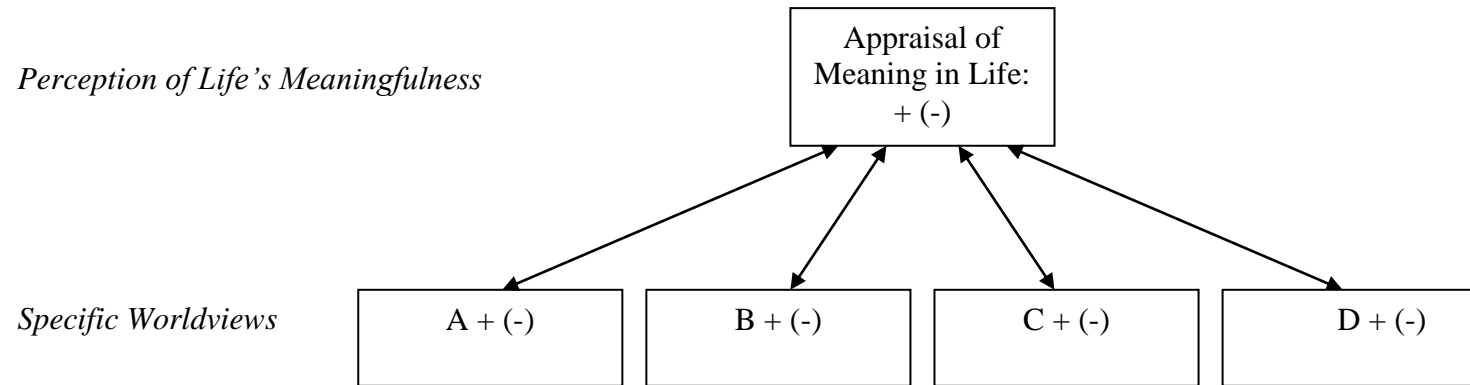 Appraisal of
Meaning in Life:
+ (-)
Perception of Life’s Meaningfulness
Specific Worldviews
A + (-)
B + (-)
C + (-)
D + (-)